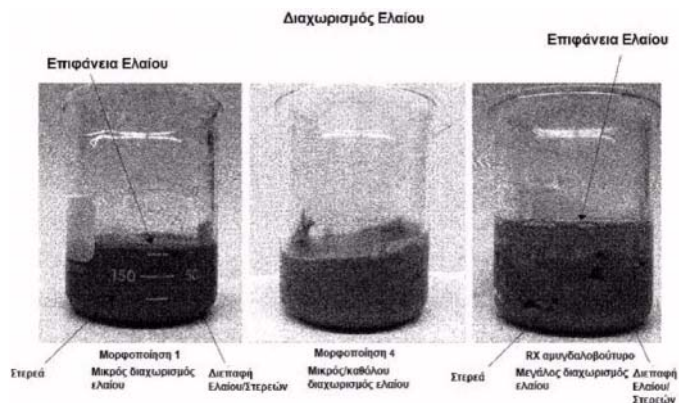 Διαχωρισμός Ελαίου
Επιφάνεια Ελαίου
Επιφάνεια Ελαίου
150
50
Στερεά
Μορφοποίηση 1
Μικρός διαχωρισμός
ελαίου
Διεπαφή
Ελαίου/Στερεών
Μορφοποίηση 4
Μικρός/καθόλου
διαχωρισμός ελαίου
Στερεά
RX αμυγδαλοβούτυρο
Μεγάλος διαχωρισμός
ελαίου
Διεπαφή
Ελαίου/
Στερεών